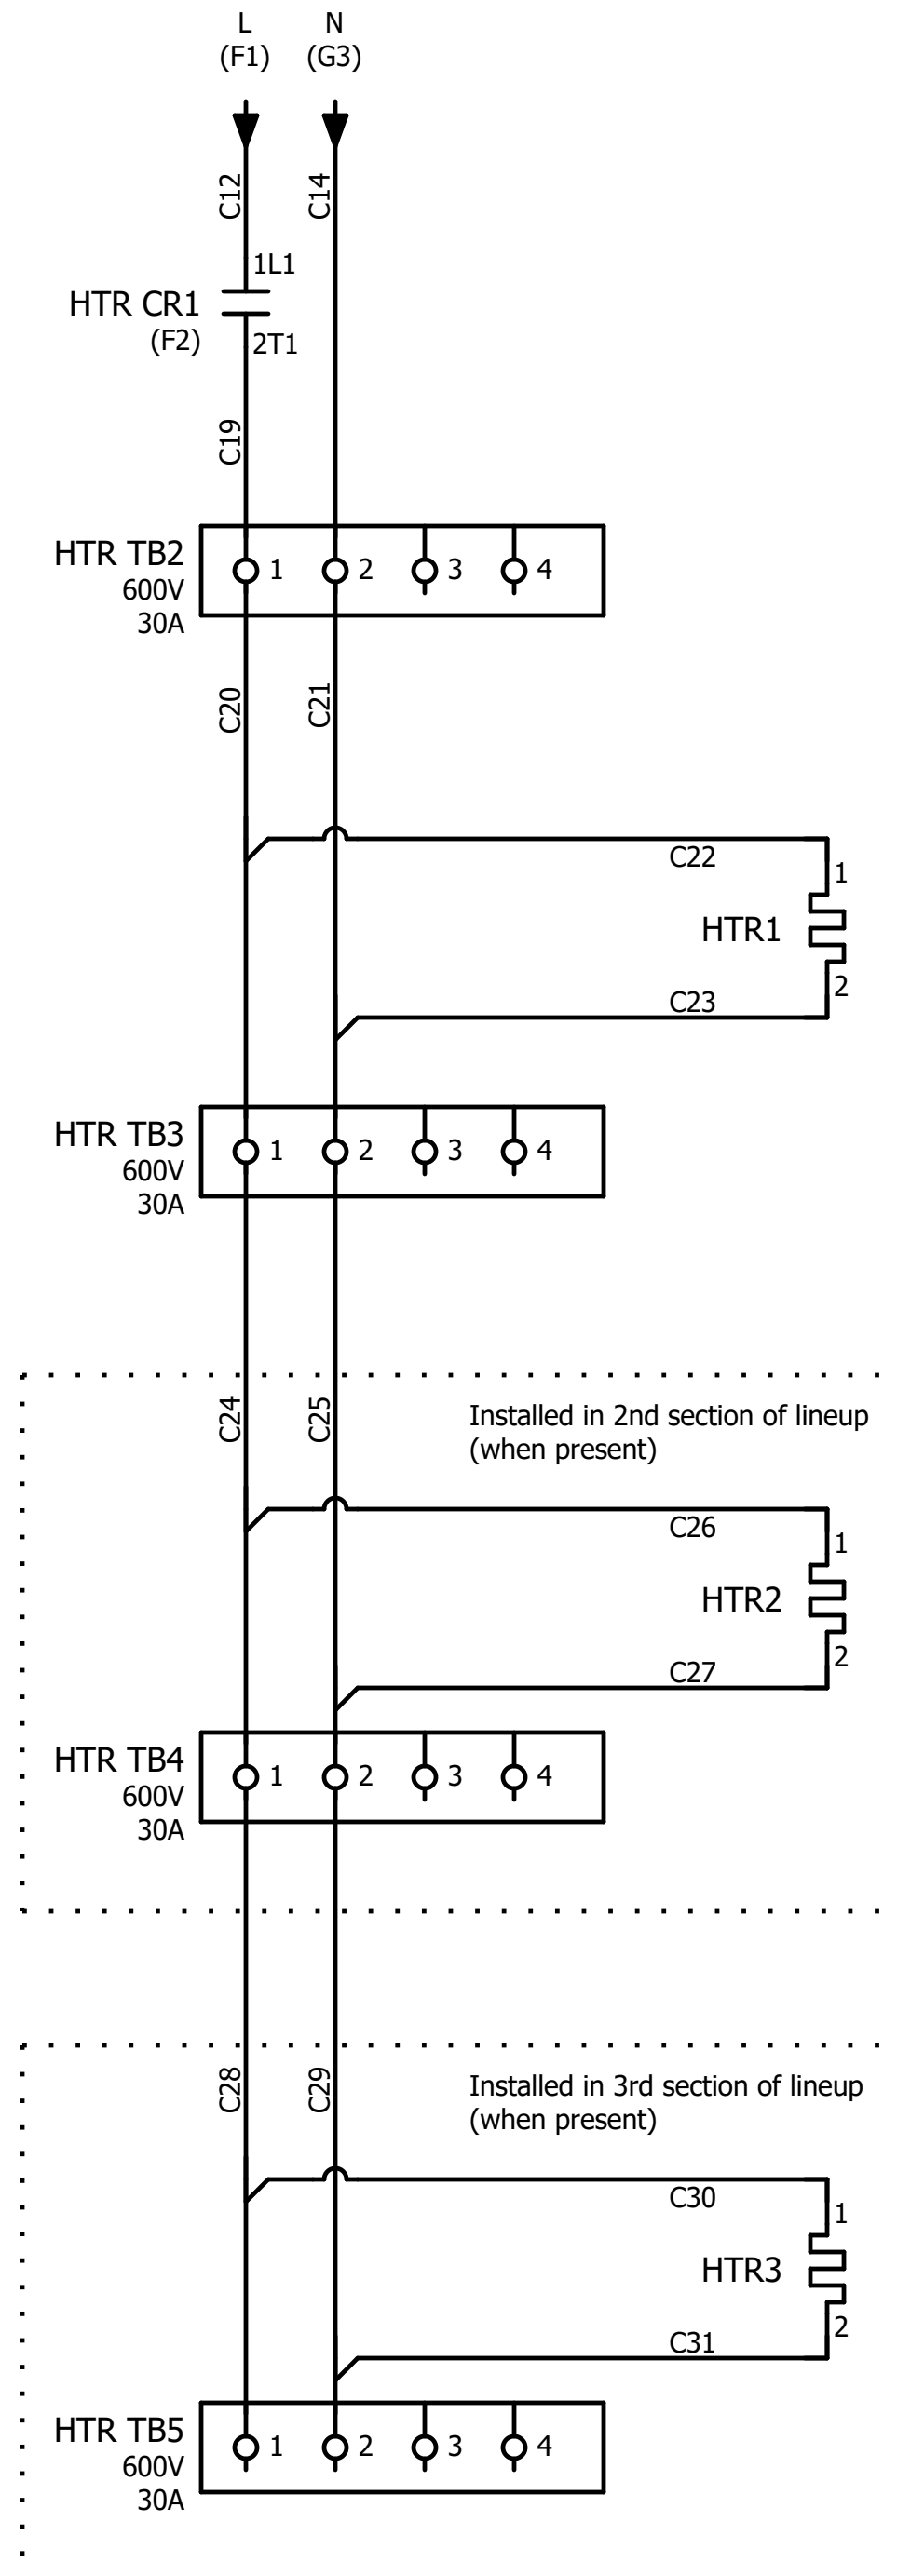 L N
(F1) (G3)
C12 C14
1L1
HTR CR1
(F2)
2T1
C19
HTR TB2
600V
30A
1 2 3 4
C20 C21
C22
1
HTR1
2
C23
HTR TB3
600V
30A
1 2 3 4
C24 C25
Installed in 2nd section of lineup
(when present)
C26
1
HTR2
2
C27
HTR TB4
600V
30A
1 2 3 4
C28 C29
Installed in 3rd section of lineup
(when present)
C30
1
HTR3
2
C31
HTR TB5
600V
30A
1 2 3 4